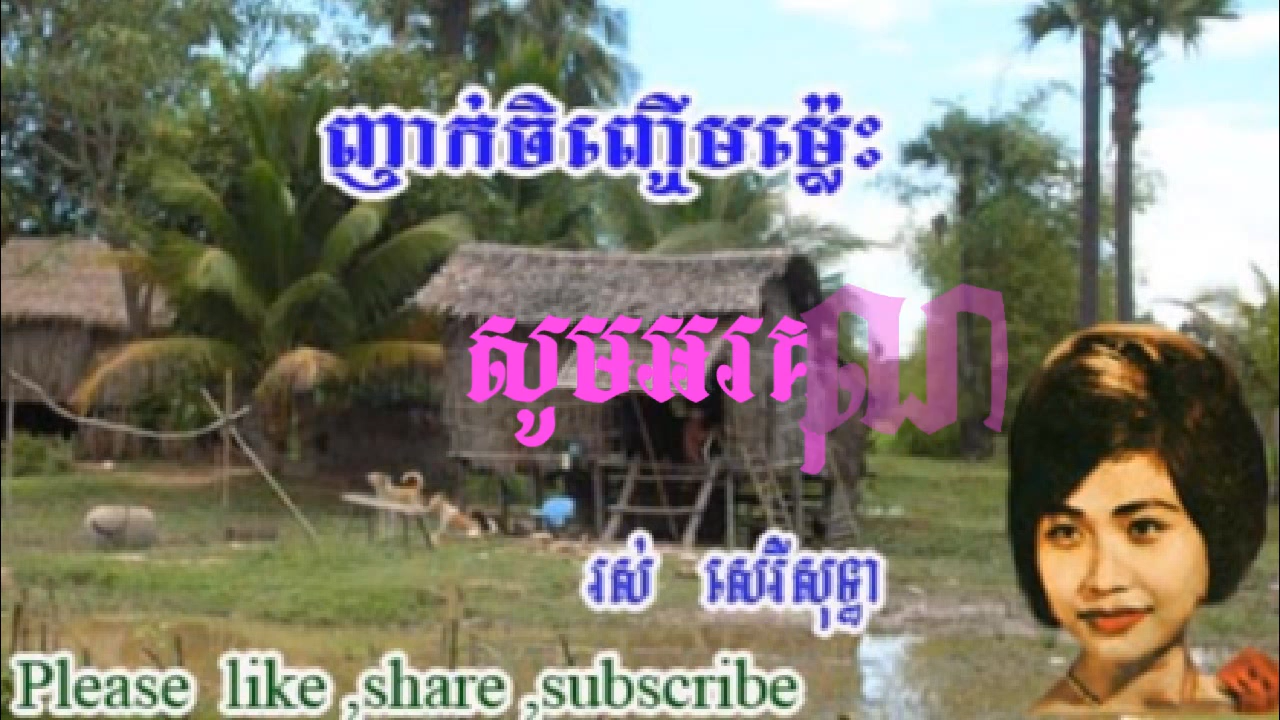 ញាក់ចិញ្ចើមម្ល៉េះ
សូមអរគុណ
រស់ សេរីសុទ្ធា
Please like ,share ,subscribe